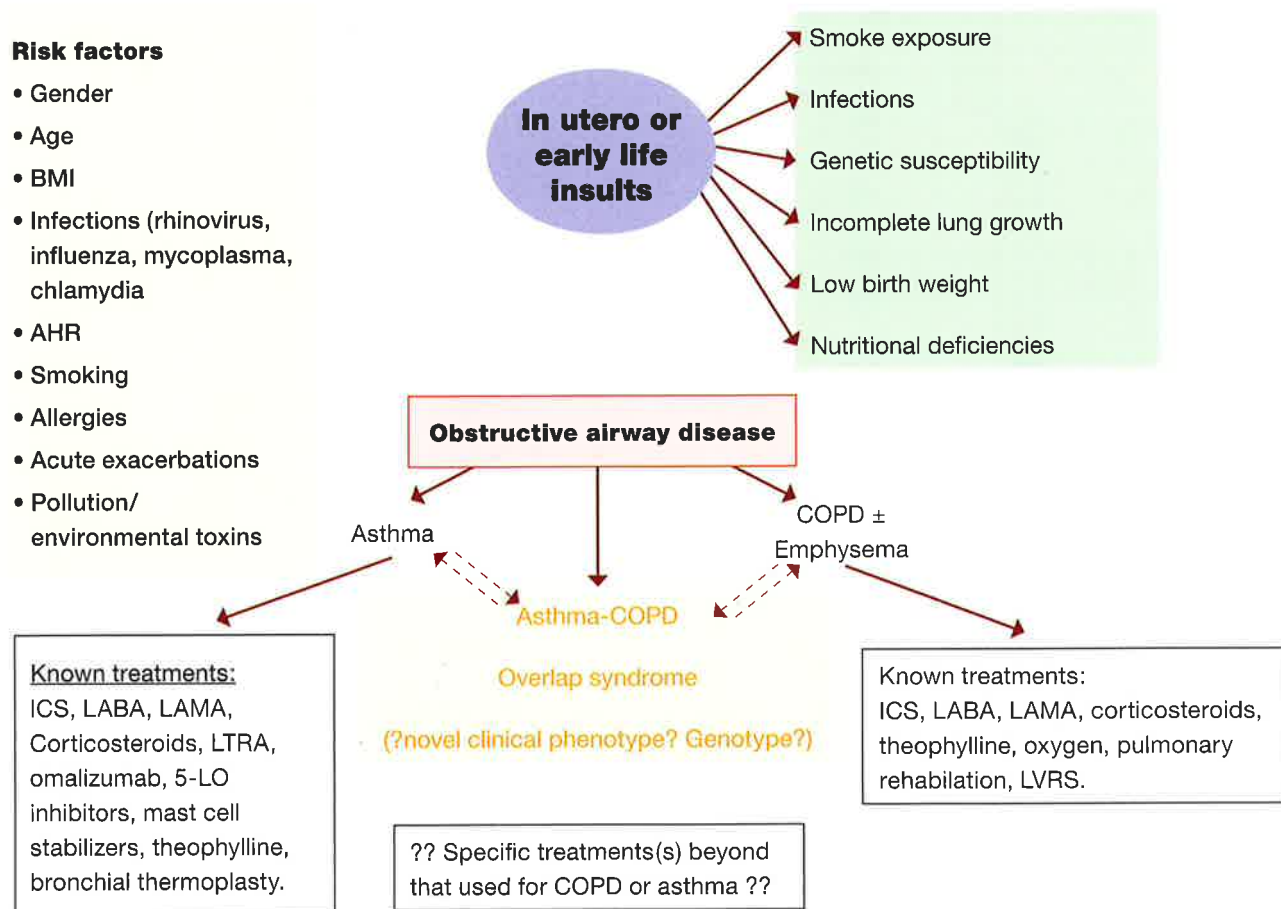 Risk factors
• Gender
• Age
• BMI
• Infections (rhinovirus,
influenza, mycoplasma,
chlamydia
• AHR
• Smoking
• Allergies
• Acute exacerbations
• Pollution/
environmental toxins
In utero or
early life
insults
Smoke exposure
Infections
Genetic susceptibility
Incomplete lung growth
Low birth weight
Nutritional deficiencies
Obstructive airway disease
Asthma
COPD ±
Emphysema
Asthma-COPD
Overlap syndrome
(?novel clinical phenotype? Genotype?)
Known treatments:
ICS, LABA, LAMA,
Corticosteroids, LTRA,
omalizumab, 5-LO
inhibitors, mast cell
stabilizers, theophylline,
bronchial thermoplasty.
?? Specific treatments(s) beyond
that used for COPD or asthma ??
Known treatments:
ICS, LABA, LAMA, corticosteroids,
theophylline, oxygen, pulmonary
rehabilation, LVRS.